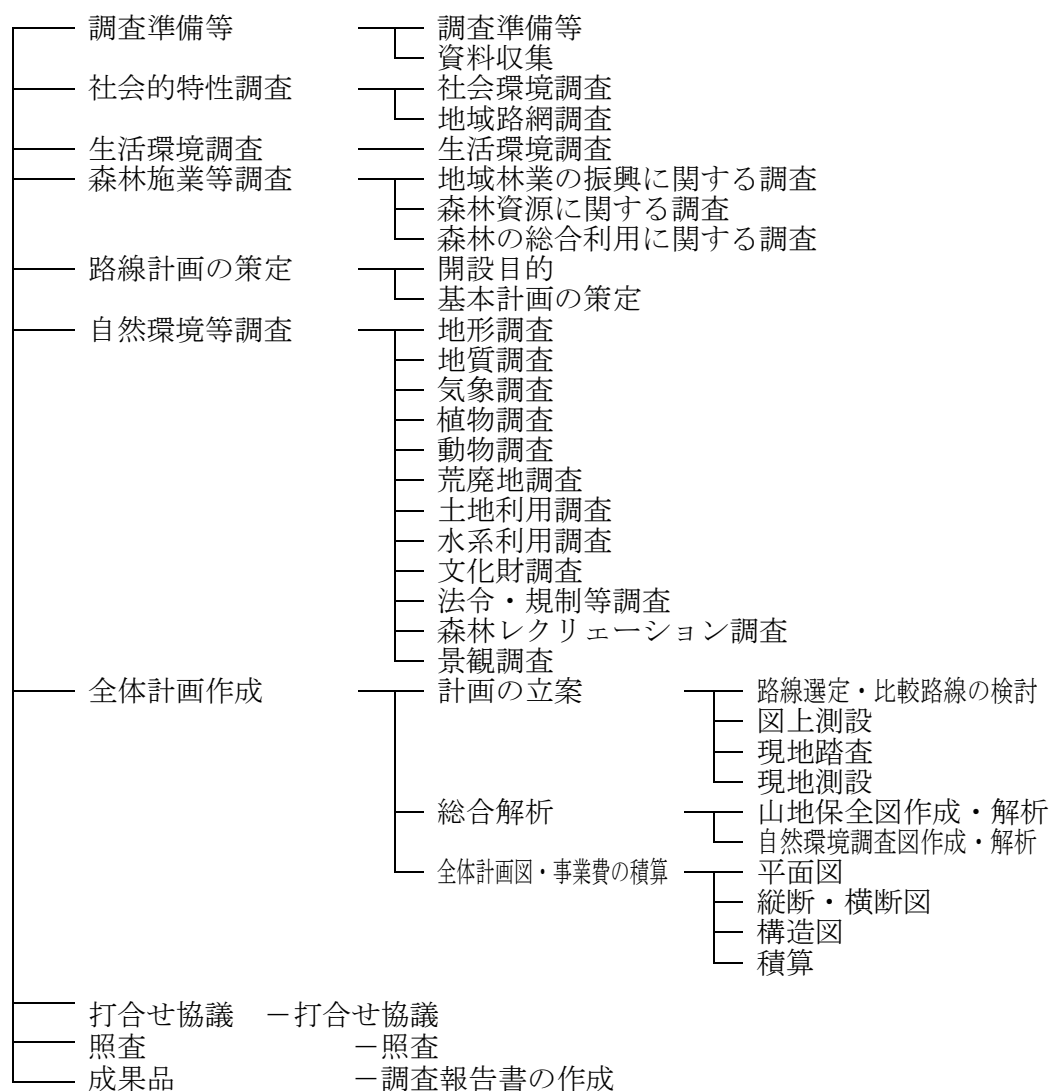 調査準備等 調査準備等
資料収集
社会的特性調査 社会環境調査
地域路網調査
生活環境調査 生活環境調査
森林施業等調査 地域林業の振興に関する調査
森林資源に関する調査
森林の総合利用に関する調査
路線計画の策定 開設目的
基本計画の策定
自然環境等調査 地形調査
地質調査
気象調査
植物調査
動物調査
荒廃地調査
土地利用調査
水系利用調査
文化財調査
法令・規制等調査
森林レクリェーション調査
景観調査
全体計画作成 計画の立案 路線選定・比較路線の検討
図上測設
現地踏査
現地測設
総合解析 山地保全図作成・解析
自然環境調査図作成・解析
全体計画図・事業費の積算 平面図
縦断・横断図
構造図
積算
打合せ協議 －打合せ協議
照査 －照査
成果品 －調査報告書の作成